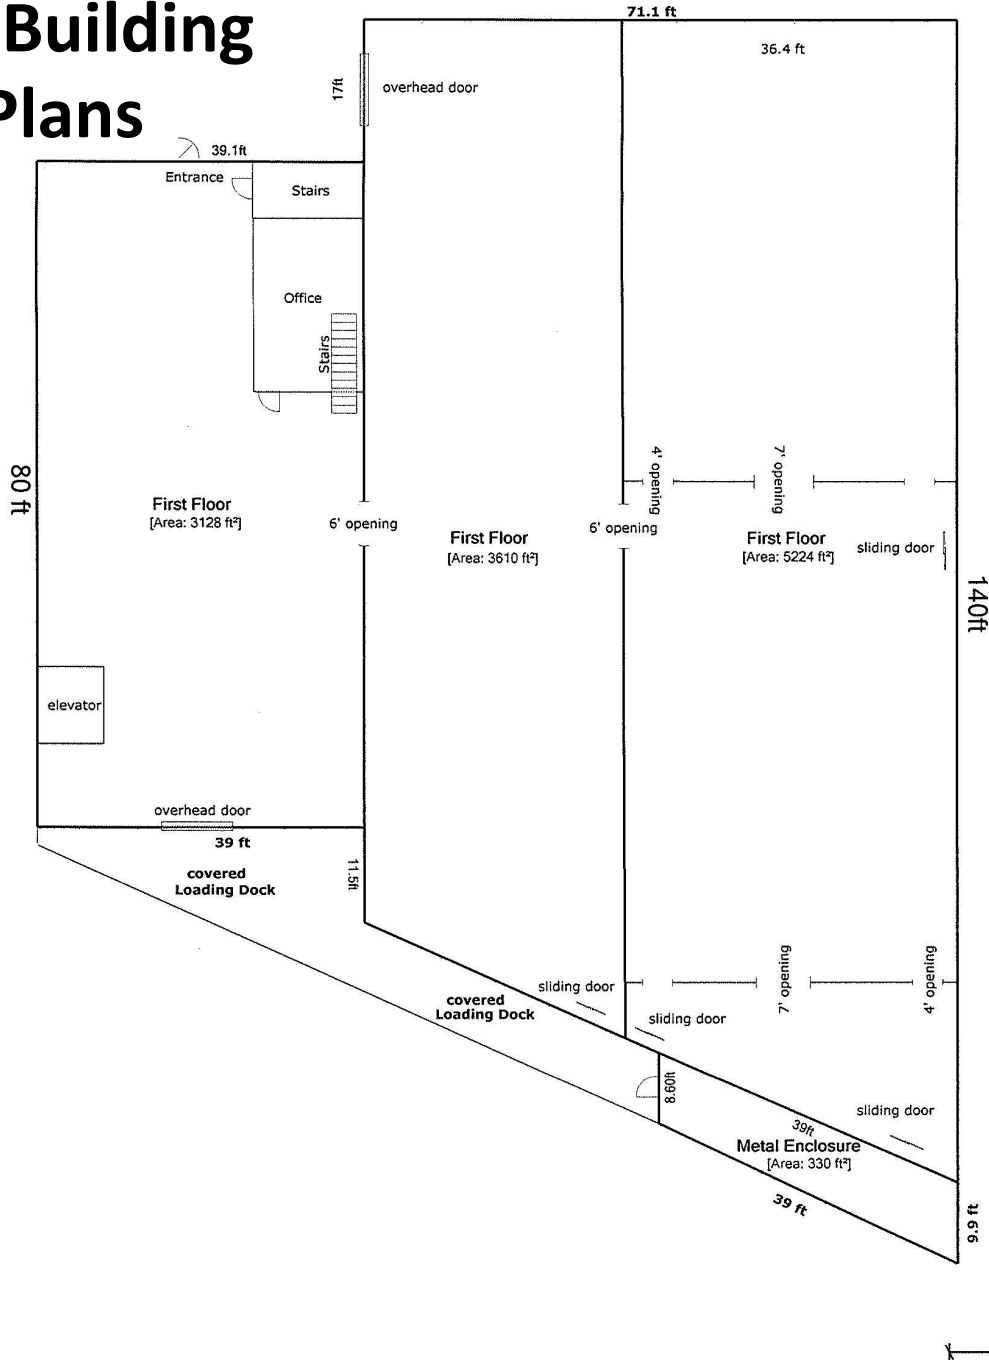 Building
Plans
71.1 ft
36.4 ft
17ft
overhead door
39.1ft
Entrance
Stairs
Office
Stairs
80 ft
First Floor
[Area: 3128 ft²]
6' opening
First Floor
[Area: 3610 ft²]
6' opening
4' opening
7' opening
First Floor
[Area: 5224 ft²]
sliding door
140ft
elevator
overhead door
39 ft
covered
Loading Dock
11.5ft
covered
Loading Dock
sliding door
sliding door
7' opening
4' opening
8.60ft
sliding door
39ft
Metal Enclosure
[Area: 330 ft²]
39 ft
9.9 ft